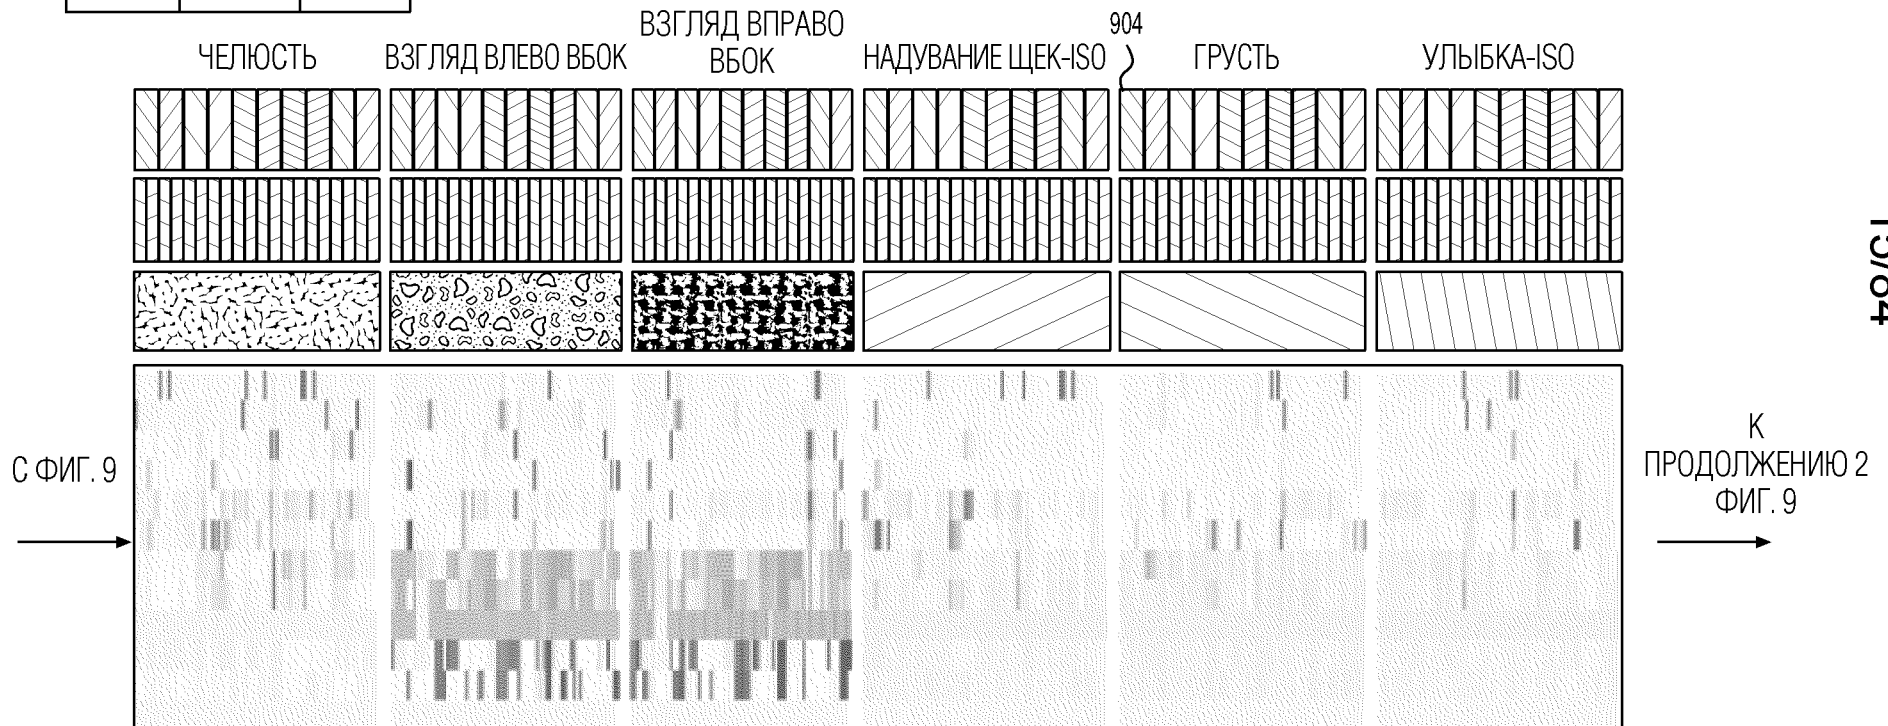 ВЗГЛЯД ВПРАВО
ВБОК
904
ЧЕЛЮСТЬ
ВЗГЛЯД ВЛЕВО ВБОК
НАДУВАНИЕ ЩЕК-ISO
ГРУСТЬ
УЛЫБКА-ISO
С ФИГ. 9
К
ПРОДОЛЖЕНИЮ 2
ФИГ. 9